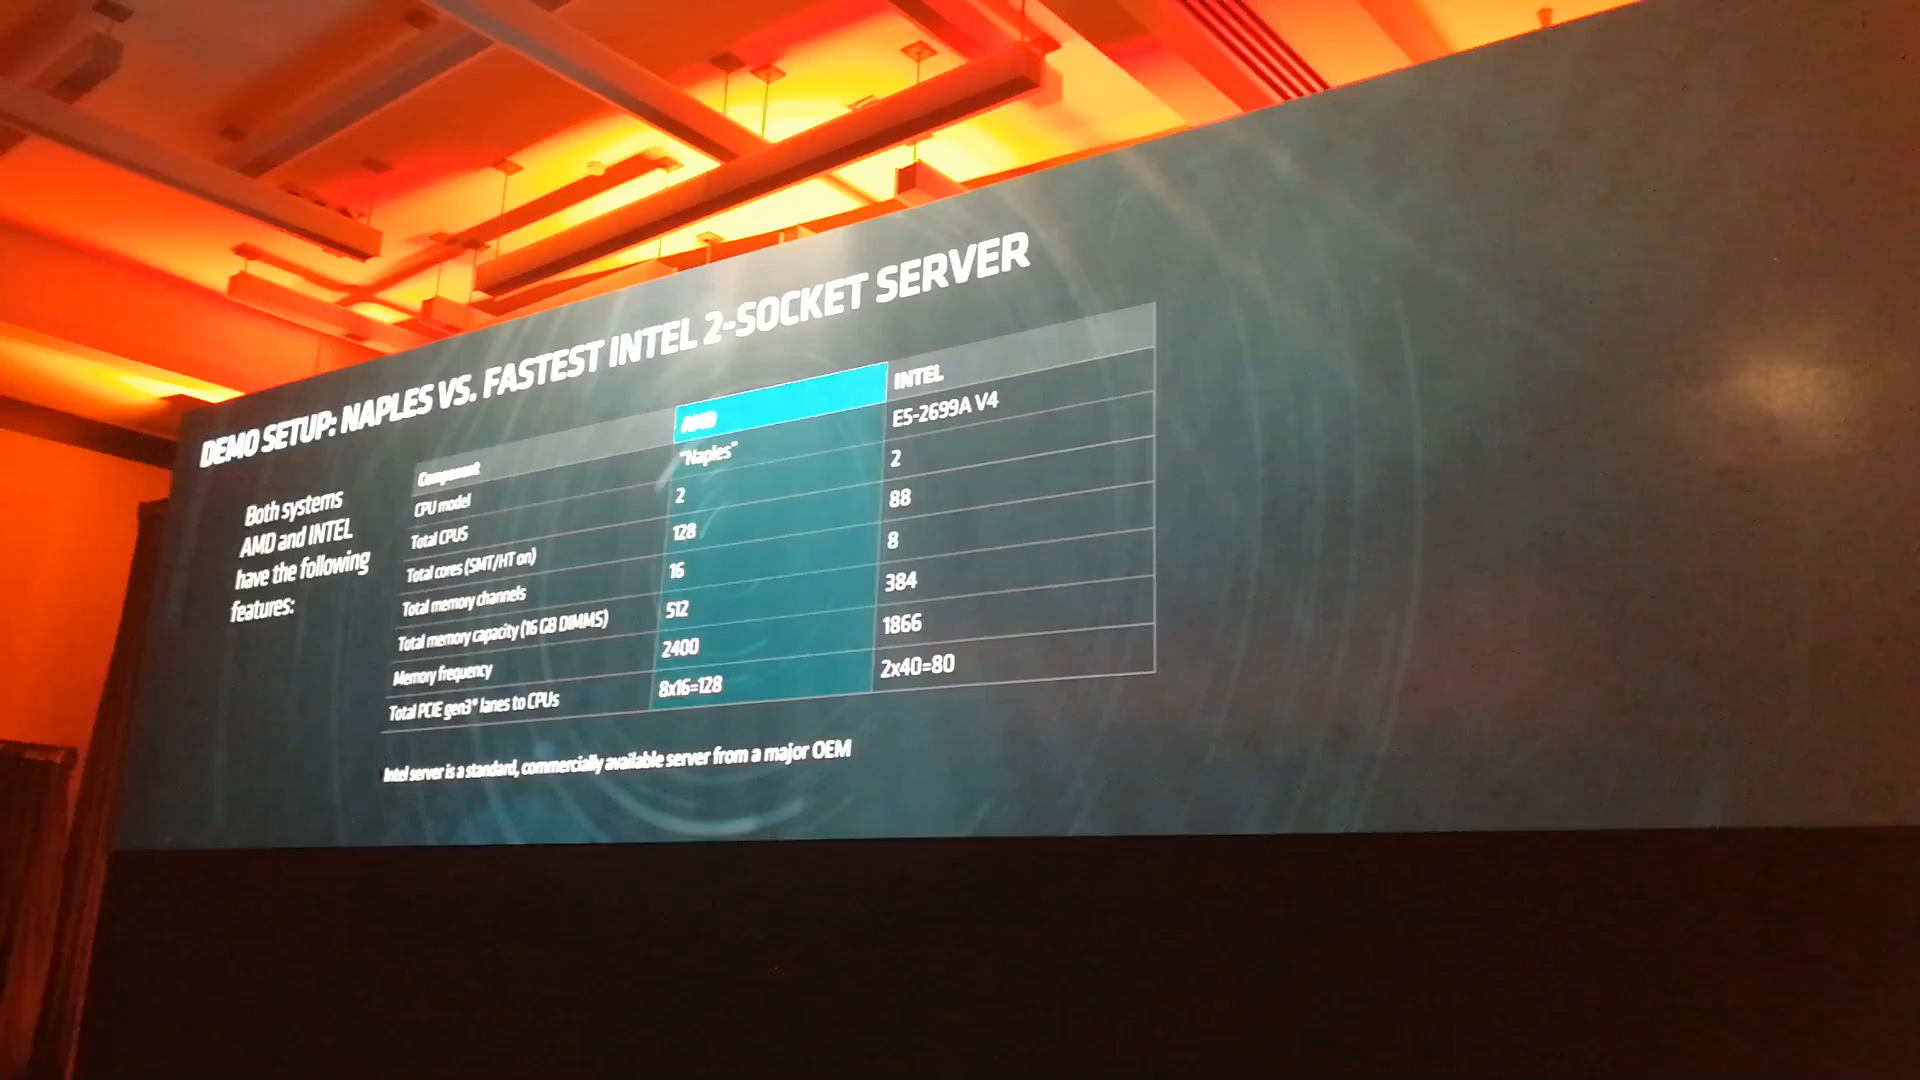 DEMO SETUP: NAPLES VS. FASTEST INTEL 2-SOCKET SERVER
Both systems
AMD and INTEL
have the following
features:
Component AMD INTEL
CPU model "Naples" E5-2699A V4
Total CPUS 2 2
Total cores (SMT/HT on) 128 88
Total memory channels 16 8
Total memory capacity (16 GB DIMMS) 512 384
Memory frequency 2400 1866
Total PCIE gen3* lanes to CPUs 8x16=128 2x40=80
Intel server is a standard, commercially available server from a major OEM